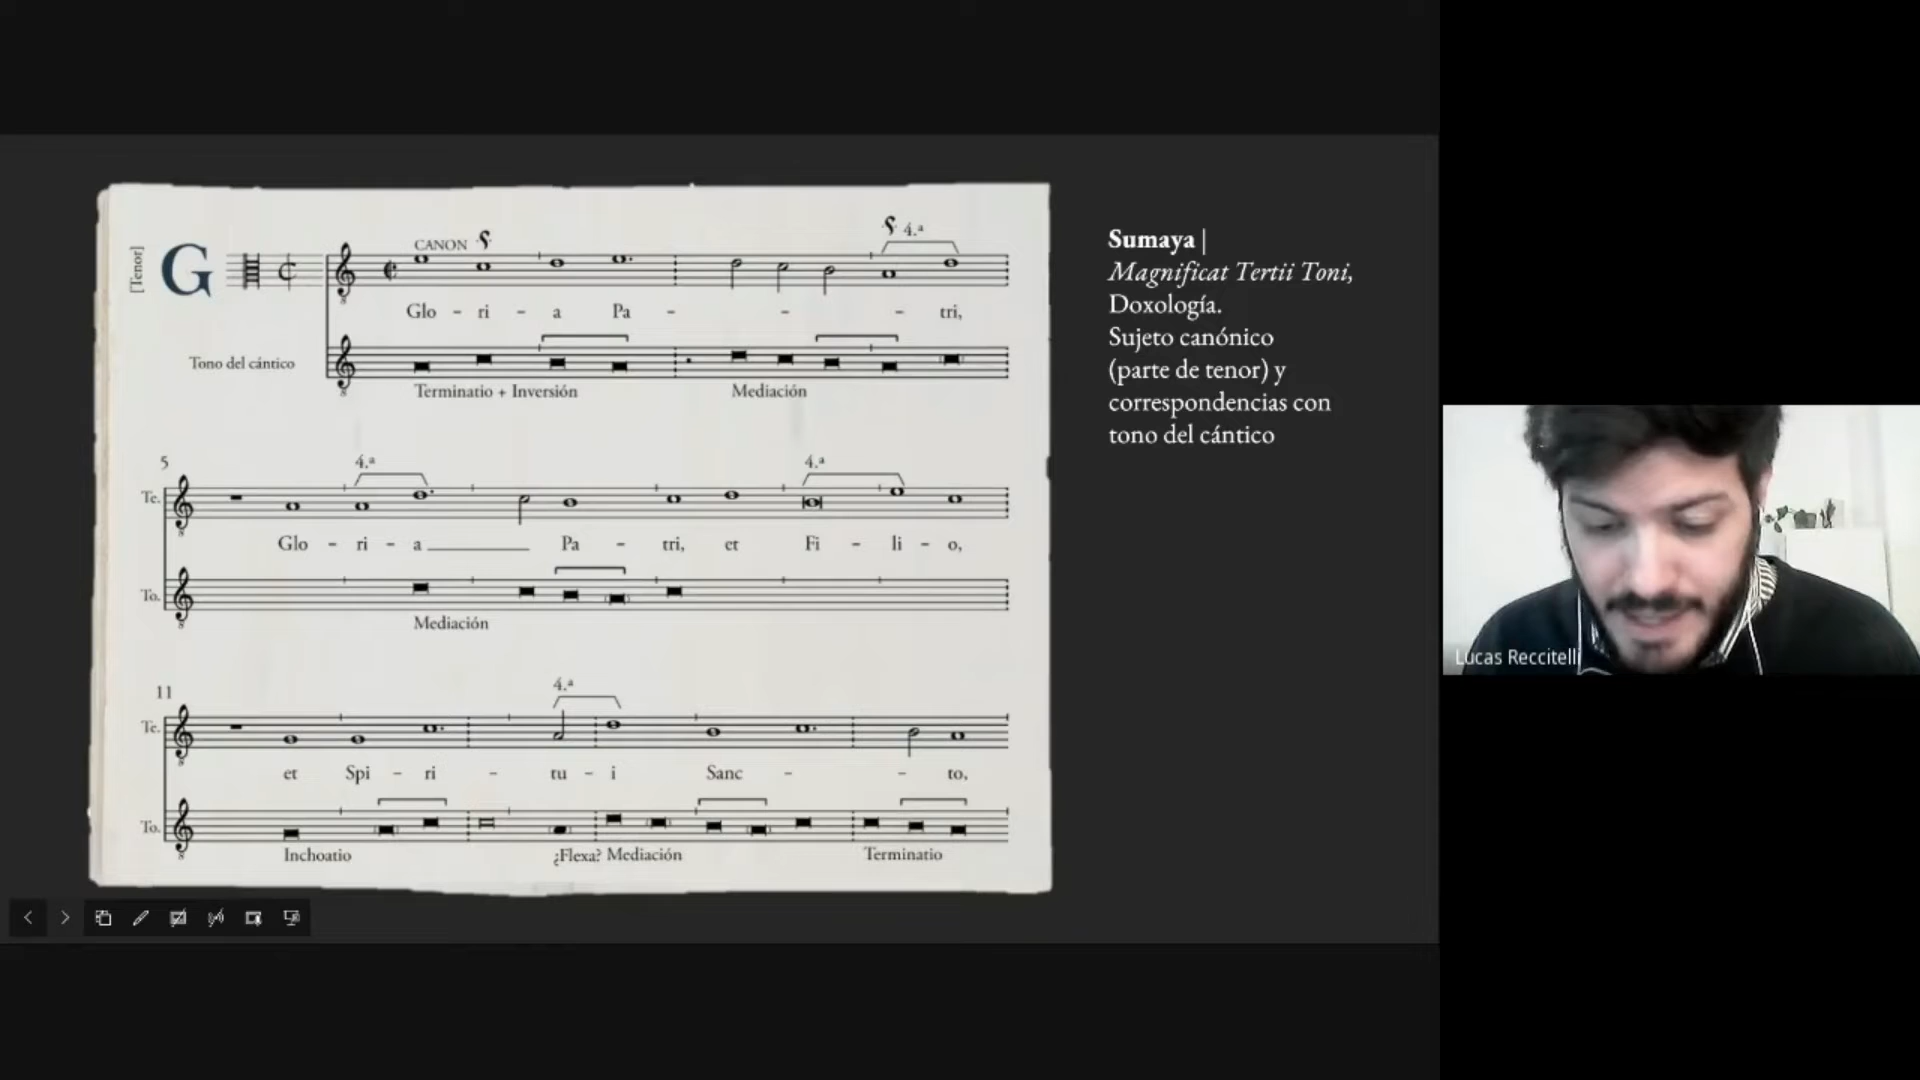 CANON
4.ª
[Tenor]
G
Glo - ri - a Pa - - - tri,
Tono del cántico
Terminatio + Inversión Mediación
5
4.ª 4.ª
Te.
Glo - ri - a Pa - tri, et Fi - li - o,
To.
Mediación
11
4.ª
Te.
et Spi - ri - tu - i Sanc - - to,
To.
Inchoatio ¿Flexa? Mediación Terminatio
Sumaya |
Magnificat Tertii Toni,
Doxología.
Sujeto canónico
(parte de tenor) y
correspondencias con
tono del cántico
Lucas Reccitelli